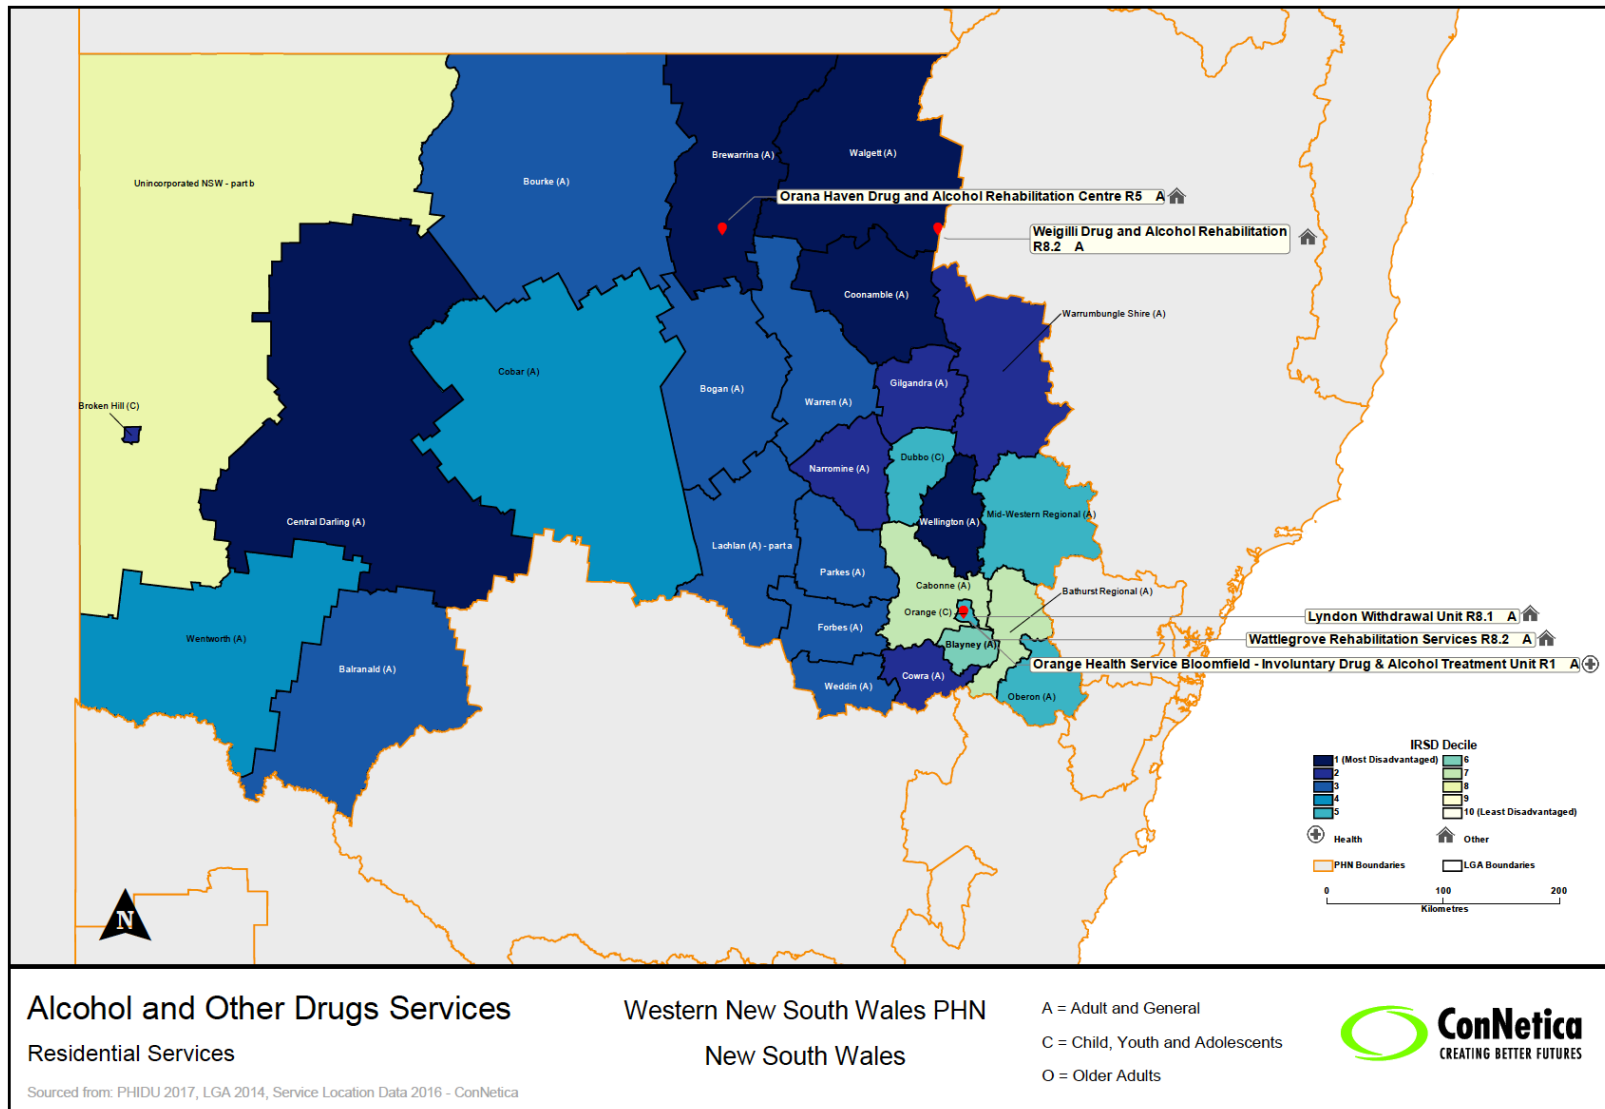 Unincorporated NSW - part b
Bourke (A)
Brewarrina (A)
Walgett (A)
Orana Haven Drug and Alcohol Rehabilitation Centre R5 A
Weigilli Drug and Alcohol Rehabilitation
R8.2 A
Coonamble (A)
Warrumbungle Shire (A)
Cobar (A)
Bogan (A)
Warren (A)
Gilgandra (A)
Broken Hill (C)
Narromine (A)
Dubbo (C)
Central Darling (A)
Wellington (A)
Mid-Western Regional (A)
Lachlan (A) - part a
Parkes (A)
Cabonne (A)
Bathurst Regional (A)
Orange (C)
Lyndon Withdrawal Unit R8.1 A
Forbes (A)
Wentworth (A)
Blayney (A)
Wattlegrove Rehabilitation Services R8.2 A
Balranald (A)
Orange Health Service Bloomfield - Involuntary Drug & Alcohol Treatment Unit R1 A
Weddin (A)
Cowra (A)
Oberon (A)
IRSD Decile
1 (Most Disadvantaged)
2
3
4
5
6
7
8
9
10 (Least Disadvantaged)
Health
Other
PHN Boundaries
LGA Boundaries
0 100 200
Kilometres
N
Alcohol and Other Drugs Services
Residential Services
Sourced from: PHIDU 2017, LGA 2014, Service Location Data 2016 - ConNetica
Western New South Wales PHN
New South Wales
A = Adult and General
C = Child, Youth and Adolescents
O = Older Adults
ConNetica
CREATING BETTER FUTURES